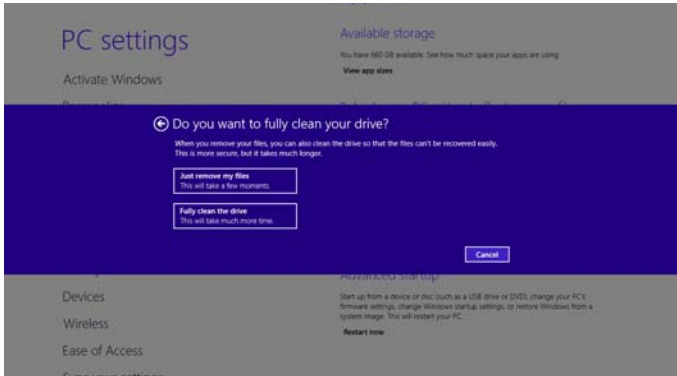 PC settings
Activate Windows
Available storage
You have 660 GB available. See how much space your apps are using.
View app sizes
Do you want to fully clean your drive?
When you remove your files, you can also clean the drive so that the files can't be recovered easily.
This is more secure, but it takes much longer.
Just remove my files
This will take a few moments.
Fully clean the drive
This will take much more time.
Cancel
Devices
Wireless
Ease of Access
Advanced startup
Start up from a device or disc (such as a USB drive or DVD), change your PC's
firmware settings, change Windows startup settings, or restore Windows from a
system image. This will restart your PC.
Restart now